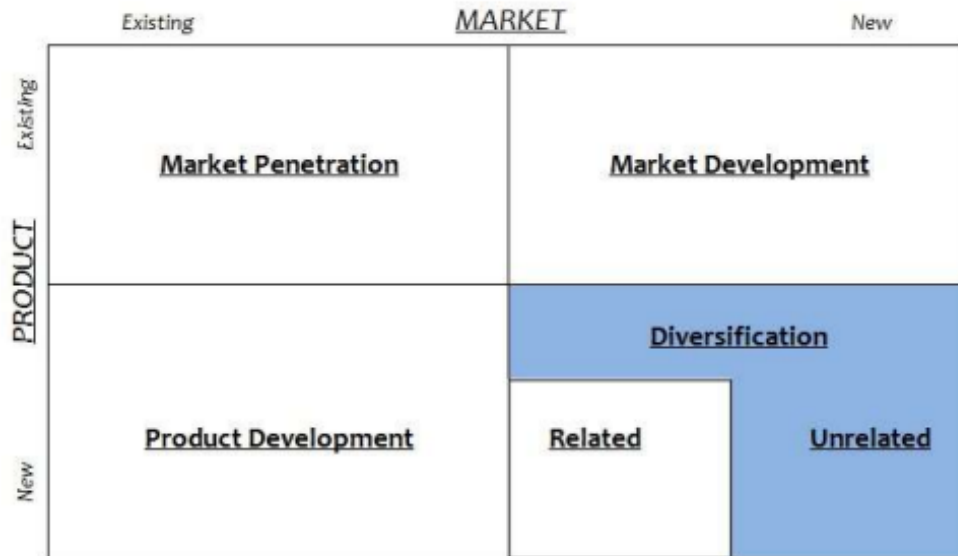 Existing MARKET New
Existing
Market Penetration Market Development
PRODUCT
Diversification
Product Development Related Unrelated
New